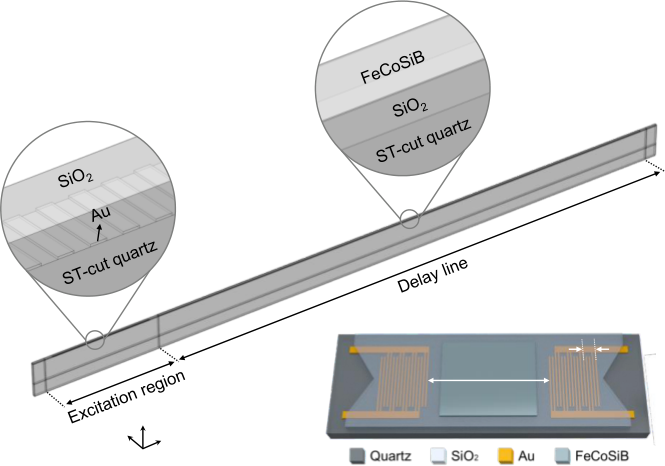 FeCoSiB
SiO₂
ST-cut quartz
SiO₂
Au
ST-cut quartz
Delay line
Excitation region
Quartz SiO₂ Au FeCoSiB